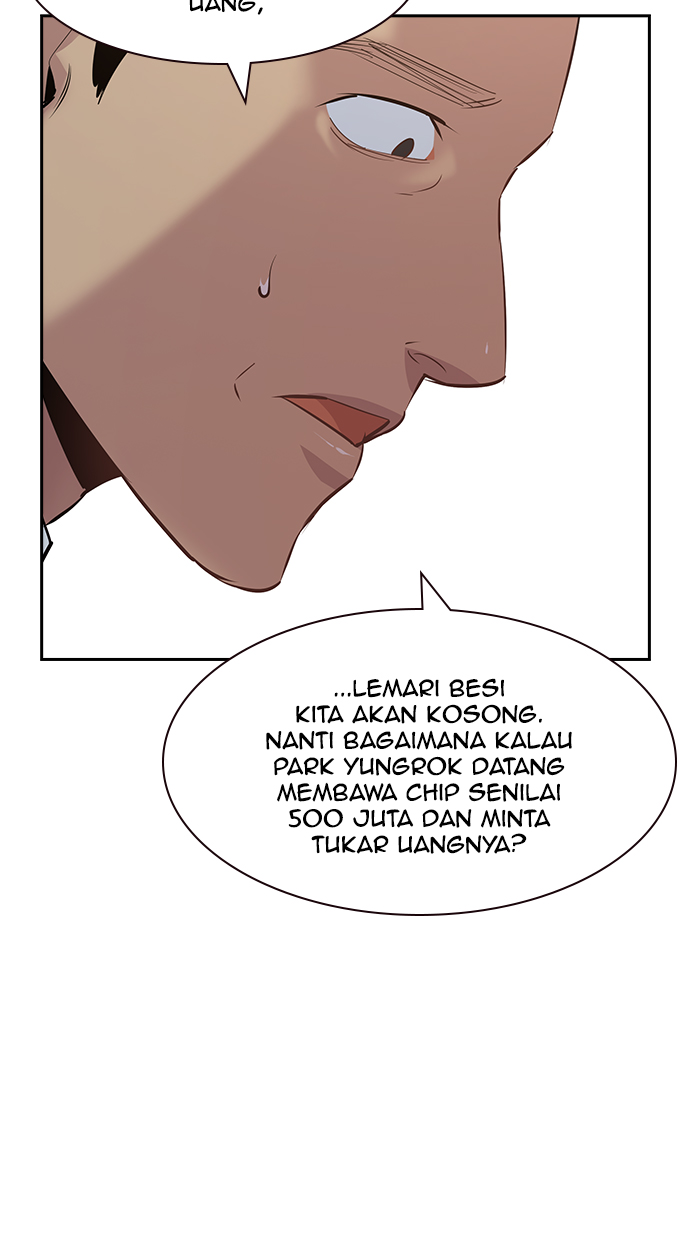 UANG,
...LEMARI BESI
KITA AKAN KOSONG.
NANTI BAGAIMANA KALAU
PARK YUNGROK DATANG
MEMBAWA CHIP SENILAI
500 JUTA DAN MINTA
TUKAR UANGNYA?